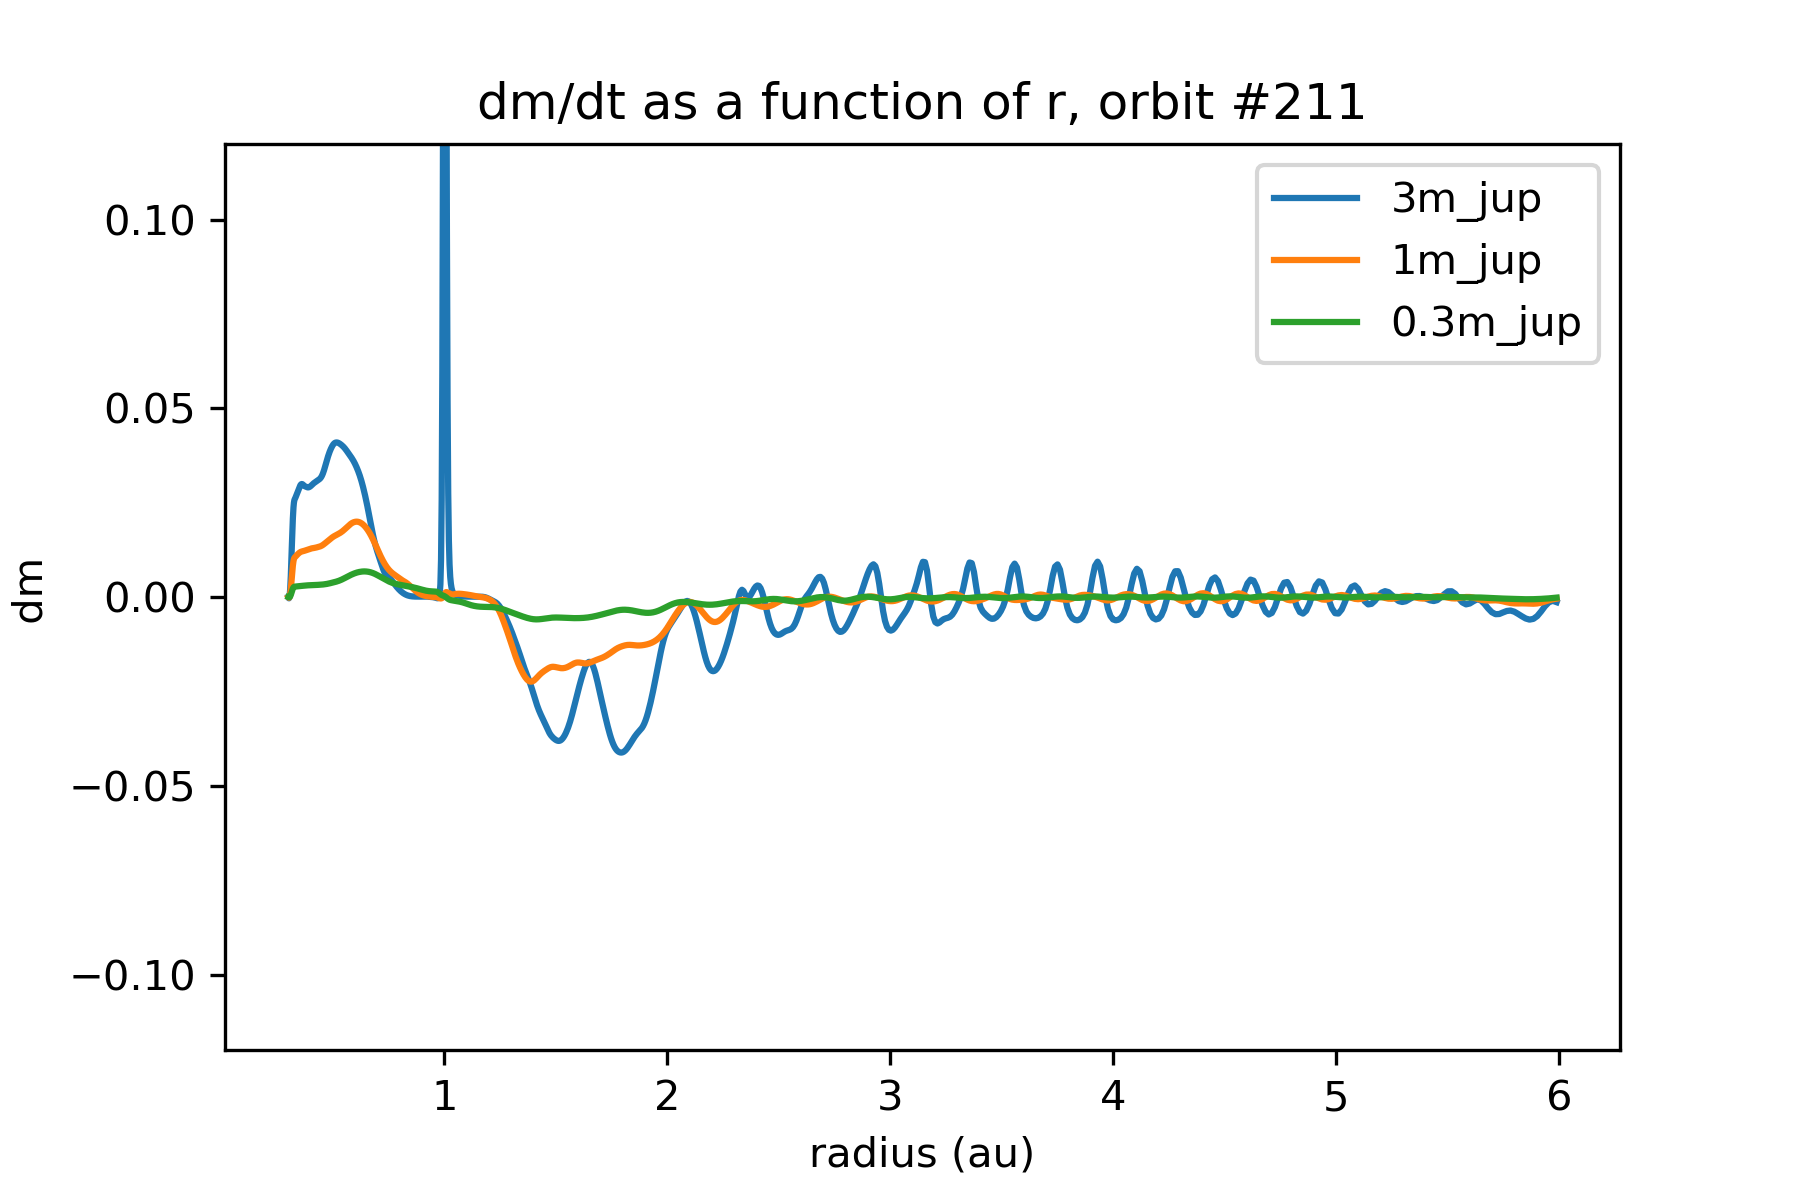 dm/dt as a function of r, orbit #211
3m_jup
1m_jup
0.3m_jup
dm
0.10
0.05
0.00
−0.05
−0.10
1 2 3 4 5 6
radius (au)